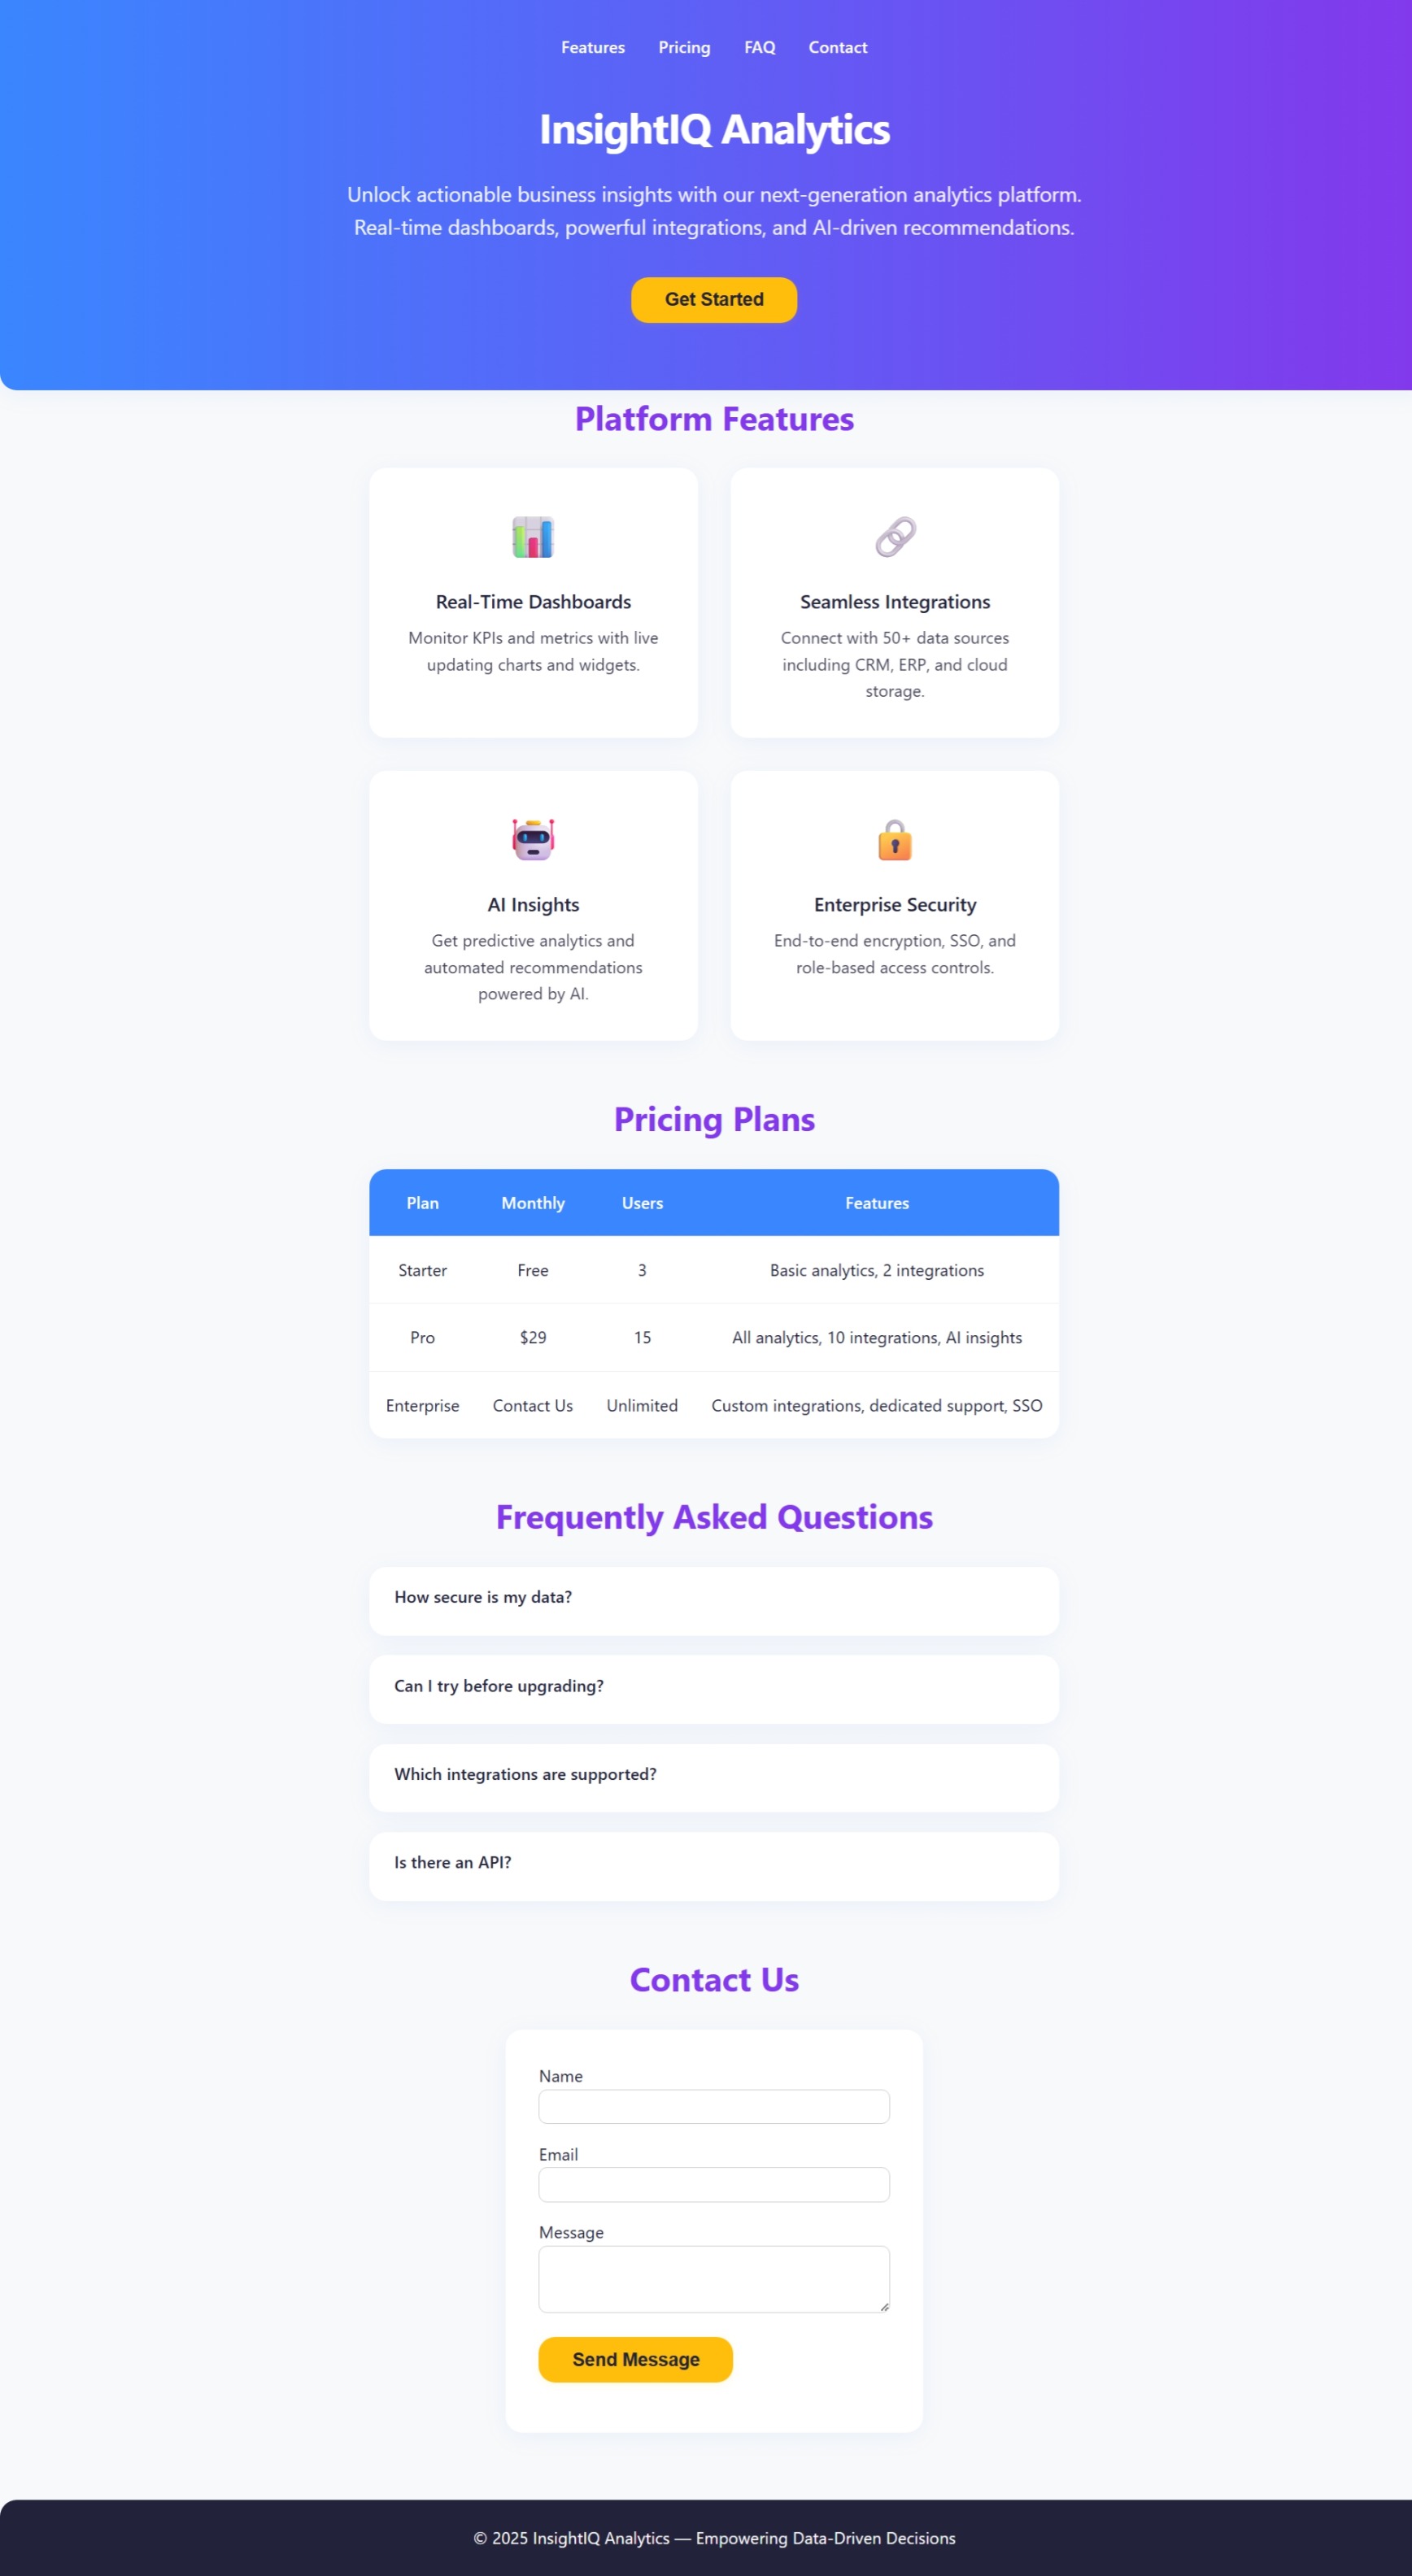 Features Pricing FAQ Contact
InsightIQ Analytics
Unlock actionable business insights with our next-generation analytics platform.
Real-time dashboards, powerful integrations, and AI-driven recommendations.
Get Started
Platform Features
Real-Time Dashboards
Monitor KPIs and metrics with live
updating charts and widgets.
Seamless Integrations
Connect with 50+ data sources
including CRM, ERP, and cloud
storage.
AI Insights
Get predictive analytics and
automated recommendations
powered by AI.
Enterprise Security
End-to-end encryption, SSO, and
role-based access controls.
Pricing Plans
Plan Monthly Users Features
Starter Free 3 Basic analytics, 2 integrations
Pro $29 15 All analytics, 10 integrations, AI insights
Enterprise Contact Us Unlimited Custom integrations, dedicated support, SSO
Frequently Asked Questions
How secure is my data?
Can I try before upgrading?
Which integrations are supported?
Is there an API?
Contact Us
Name
Email
Message
Send Message
© 2025 InsightIQ Analytics — Empowering Data-Driven Decisions